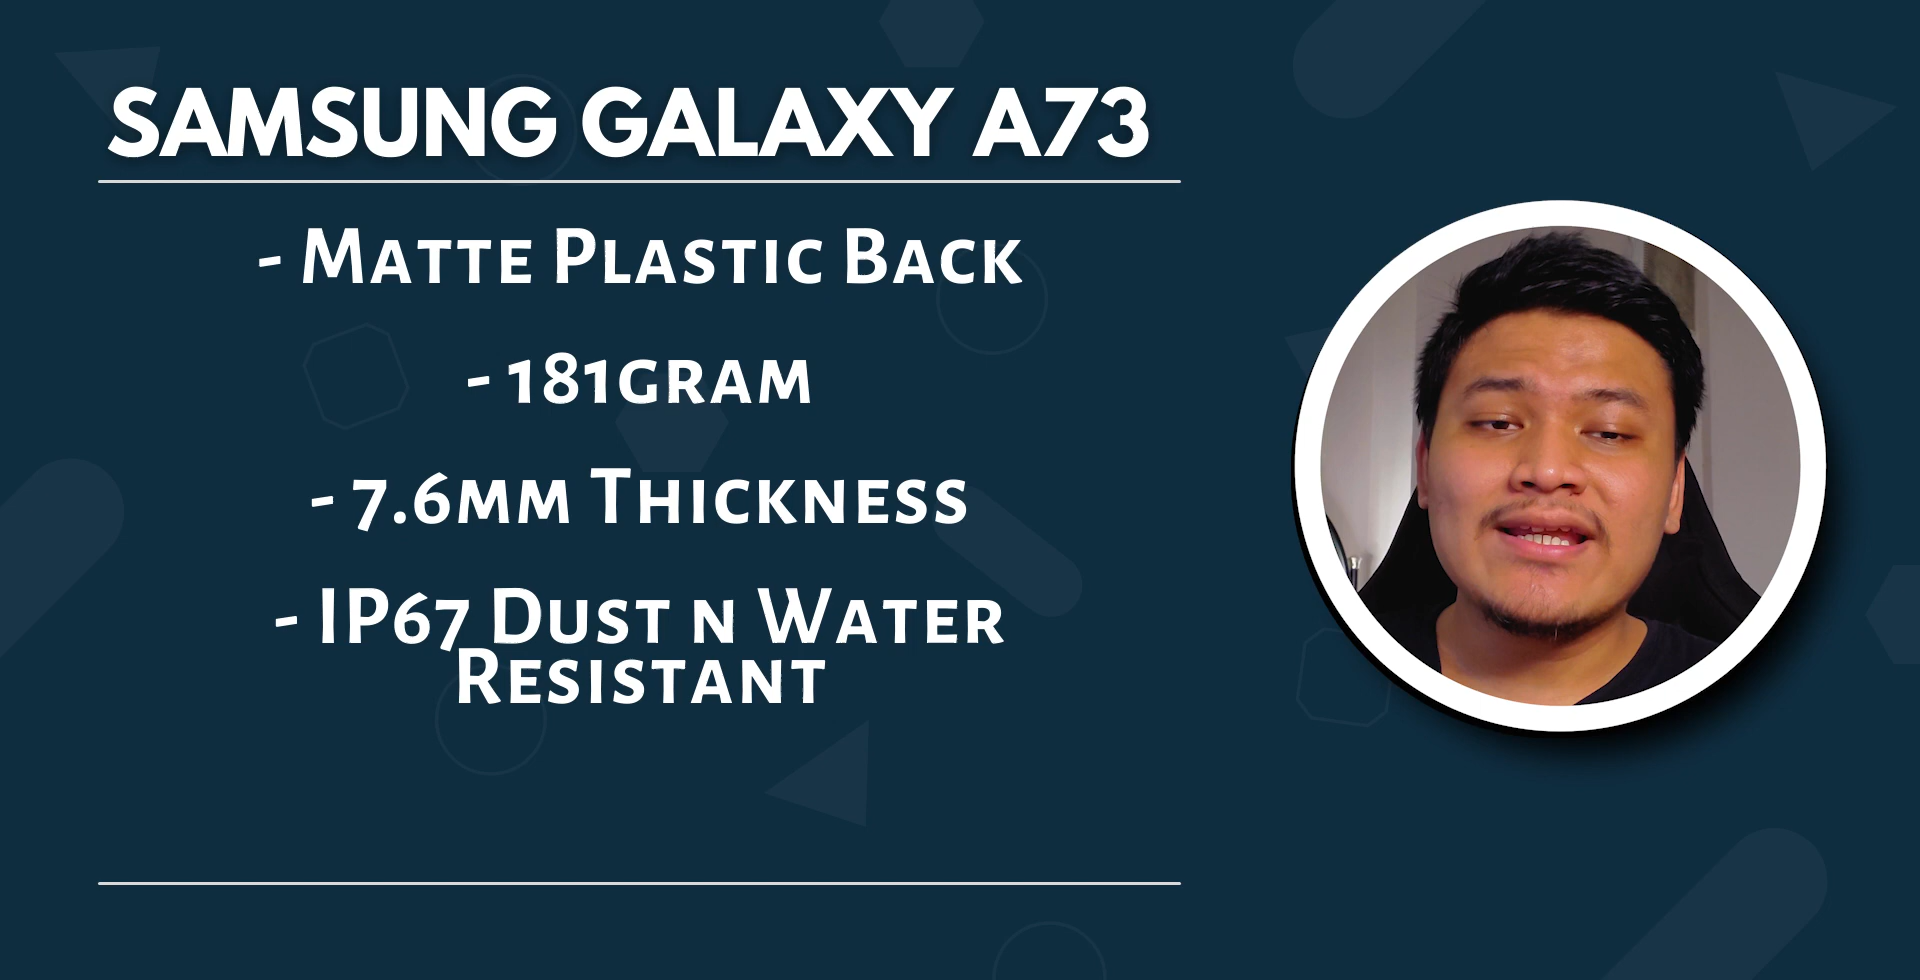 SAMSUNG GALAXY A73
- Matte Plastic Back
- 181gram
- 7.6mm Thickness
- IP67 Dust n Water
Resistant